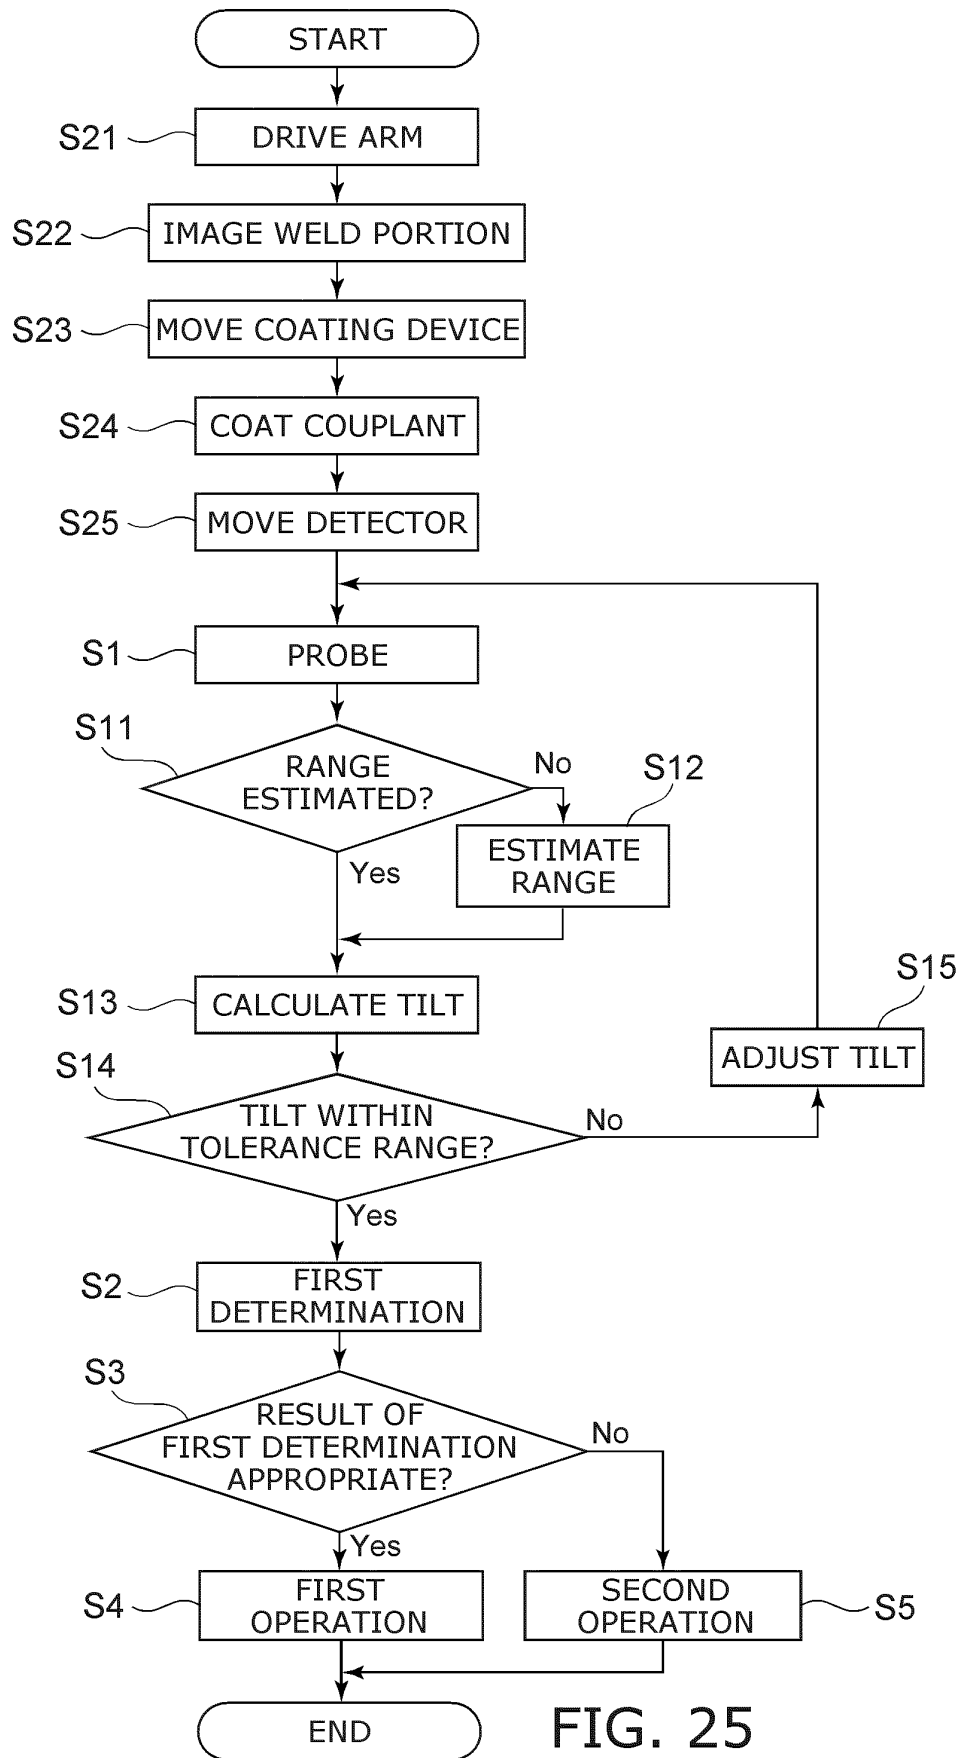 START
S21
DRIVE ARM
S22
IMAGE WELD PORTION
S23
MOVE COATING DEVICE
S24
COAT COUPLANT
S25
MOVE DETECTOR
S1
PROBE
S11
RANGE
ESTIMATED?
No
S12
ESTIMATE
RANGE
Yes
S13
CALCULATE TILT
S15
ADJUST TILT
S14
TILT WITHIN
TOLERANCE RANGE?
No
Yes
S2
FIRST
DETERMINATION
S3
RESULT OF
FIRST DETERMINATION
APPROPRIATE?
No
Yes
S4
FIRST
OPERATION
SECOND
OPERATION
S5
END
FIG. 25